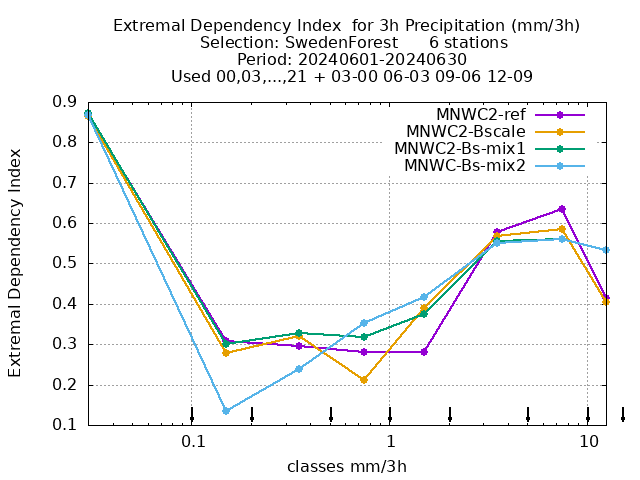 Extremal Dependency Index  for 3h Precipitation (mm/3h)
Selection: SwedenForest      6 stations
Period: 20240601-20240630
Used 00,03,...,21 + 03-00 06-03 09-06 12-09
MNWC2-ref
MNWC2-Bscale
MNWC2-Bs-mix1
MNWC-Bs-mix2
Extremal Dependency Index
0.9
0.8
0.7
0.6
0.5
0.4
0.3
0.2
0.1
0.1
1
10
classes mm/3h